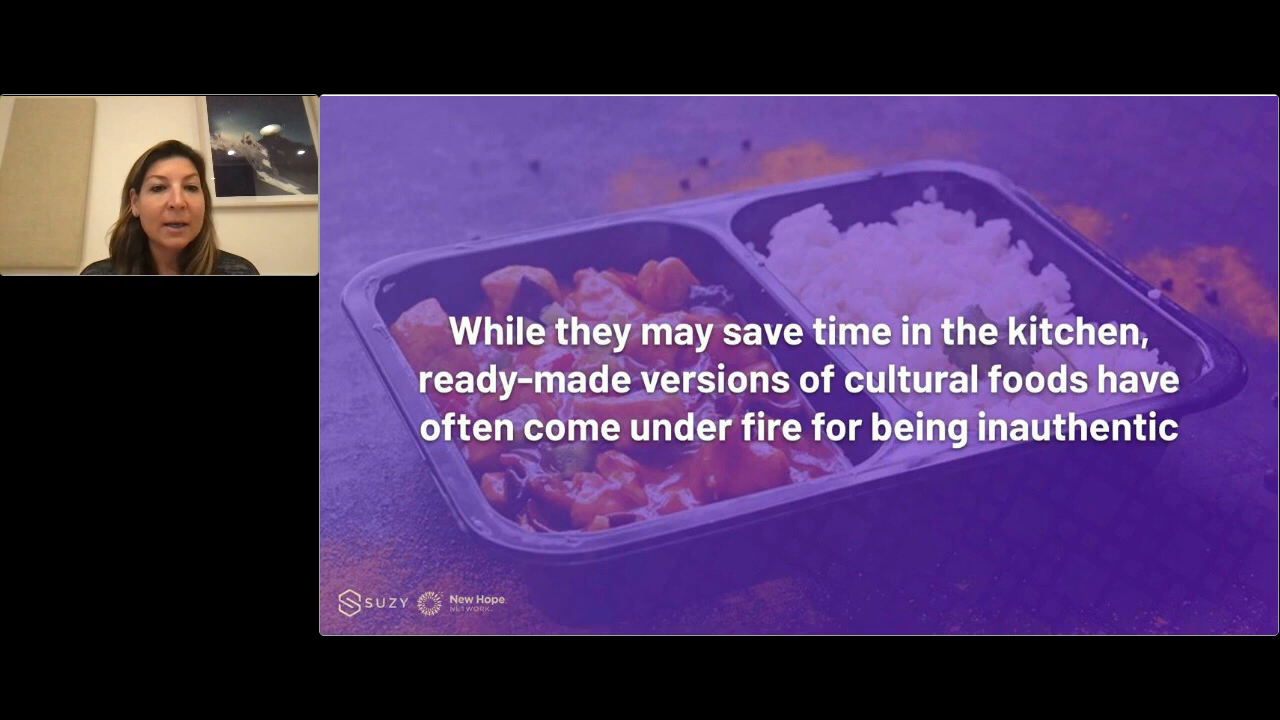 While they may save time in the kitchen,
ready-made versions of cultural foods have
often come under fire for being inauthentic
SUZY
New Hope
NETWORK